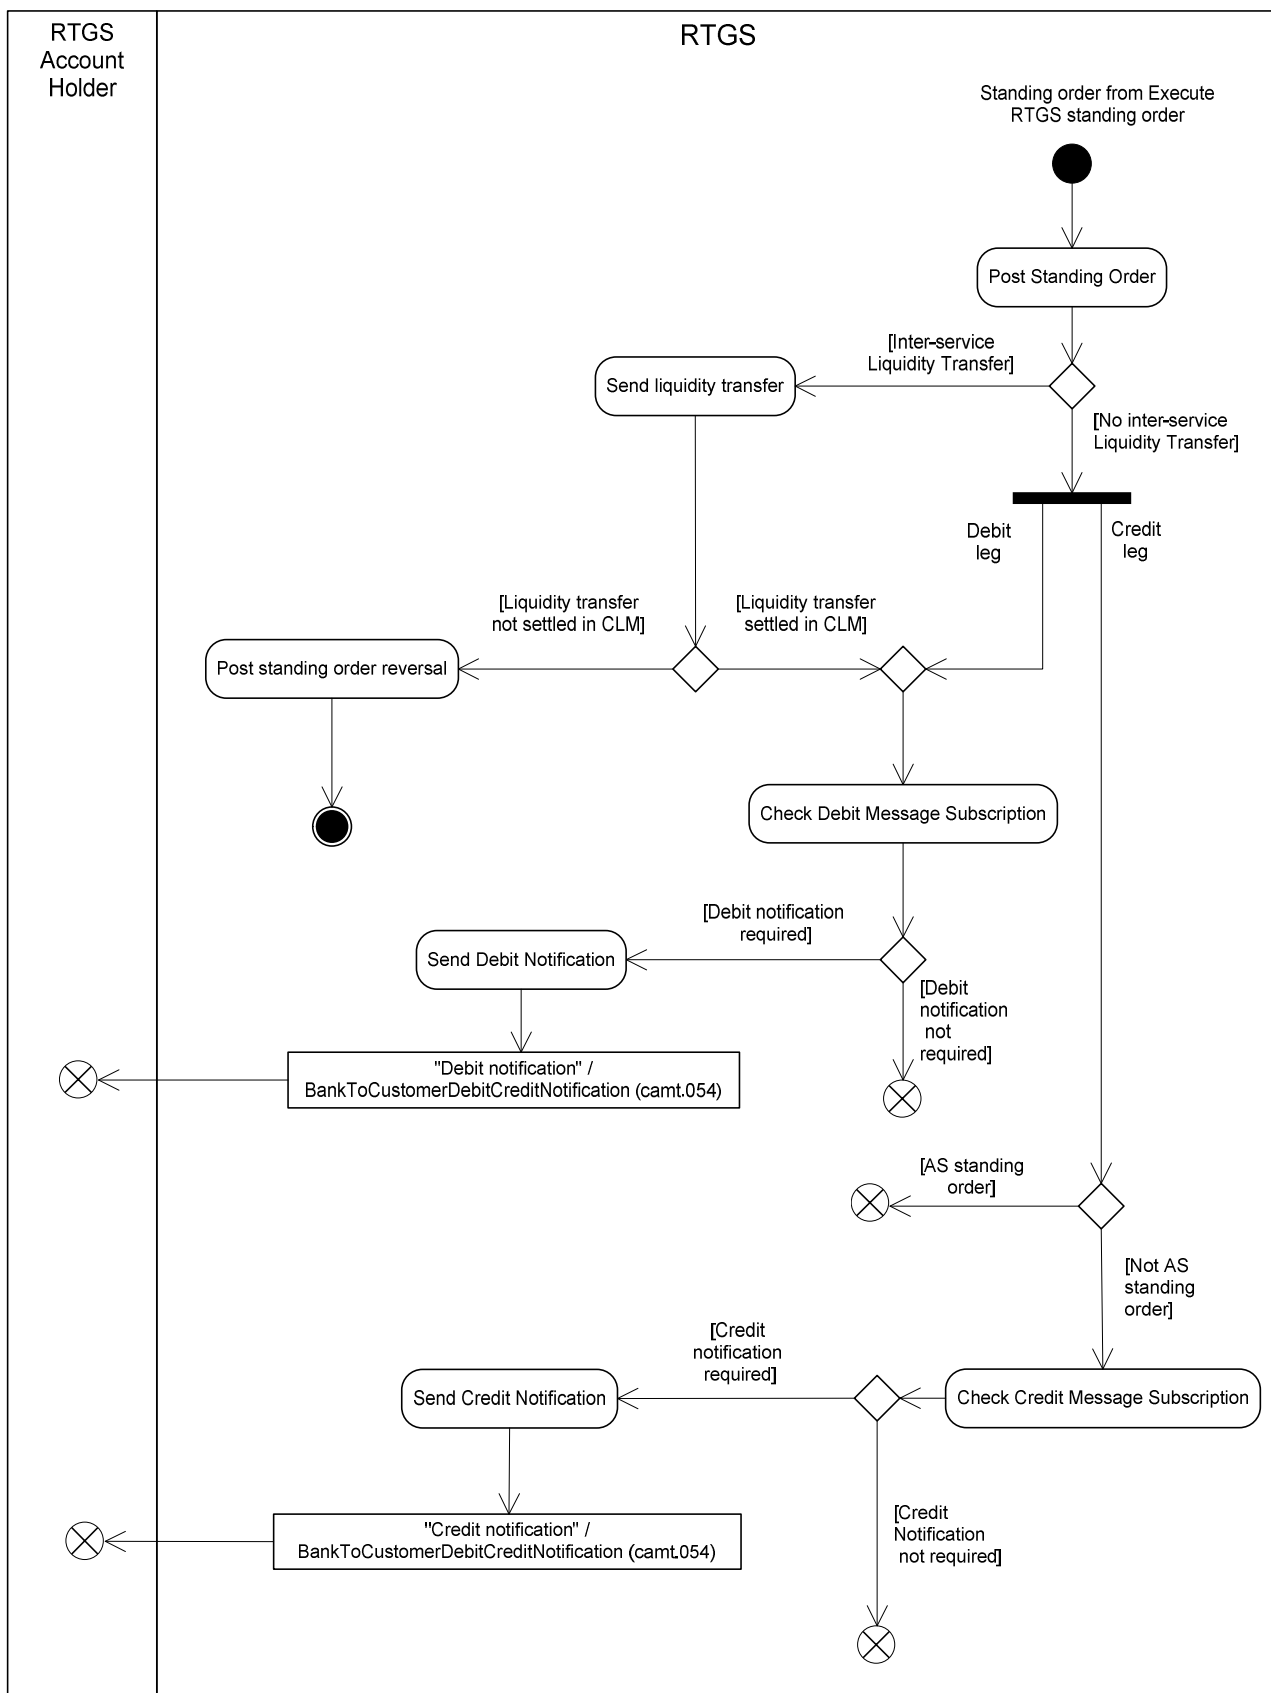 RTGS
Account
Holder
RTGS
Standing order from Execute
RTGS standing order
Post Standing Order
[Inter-service
Liquidity Transfer]
Send liquidity transfer
[No inter-service
Liquidity Transfer]
Debit
leg
Credit
leg
[Liquidity transfer
not settled in CLM]
[Liquidity transfer
settled in CLM]
Post standing order reversal
Check Debit Message Subscription
[Debit notification
required]
Send Debit Notification
[Debit
notification
not
required]
"Debit notification" /
BankToCustomerDebitCreditNotification (camt.054)
[AS standing
order]
[Not AS
standing
order]
[Credit
notification
required]
Send Credit Notification
Check Credit Message Subscription
[Credit
Notification
not required]
"Credit notification" /
BankToCustomerDebitCreditNotification (camt.054)